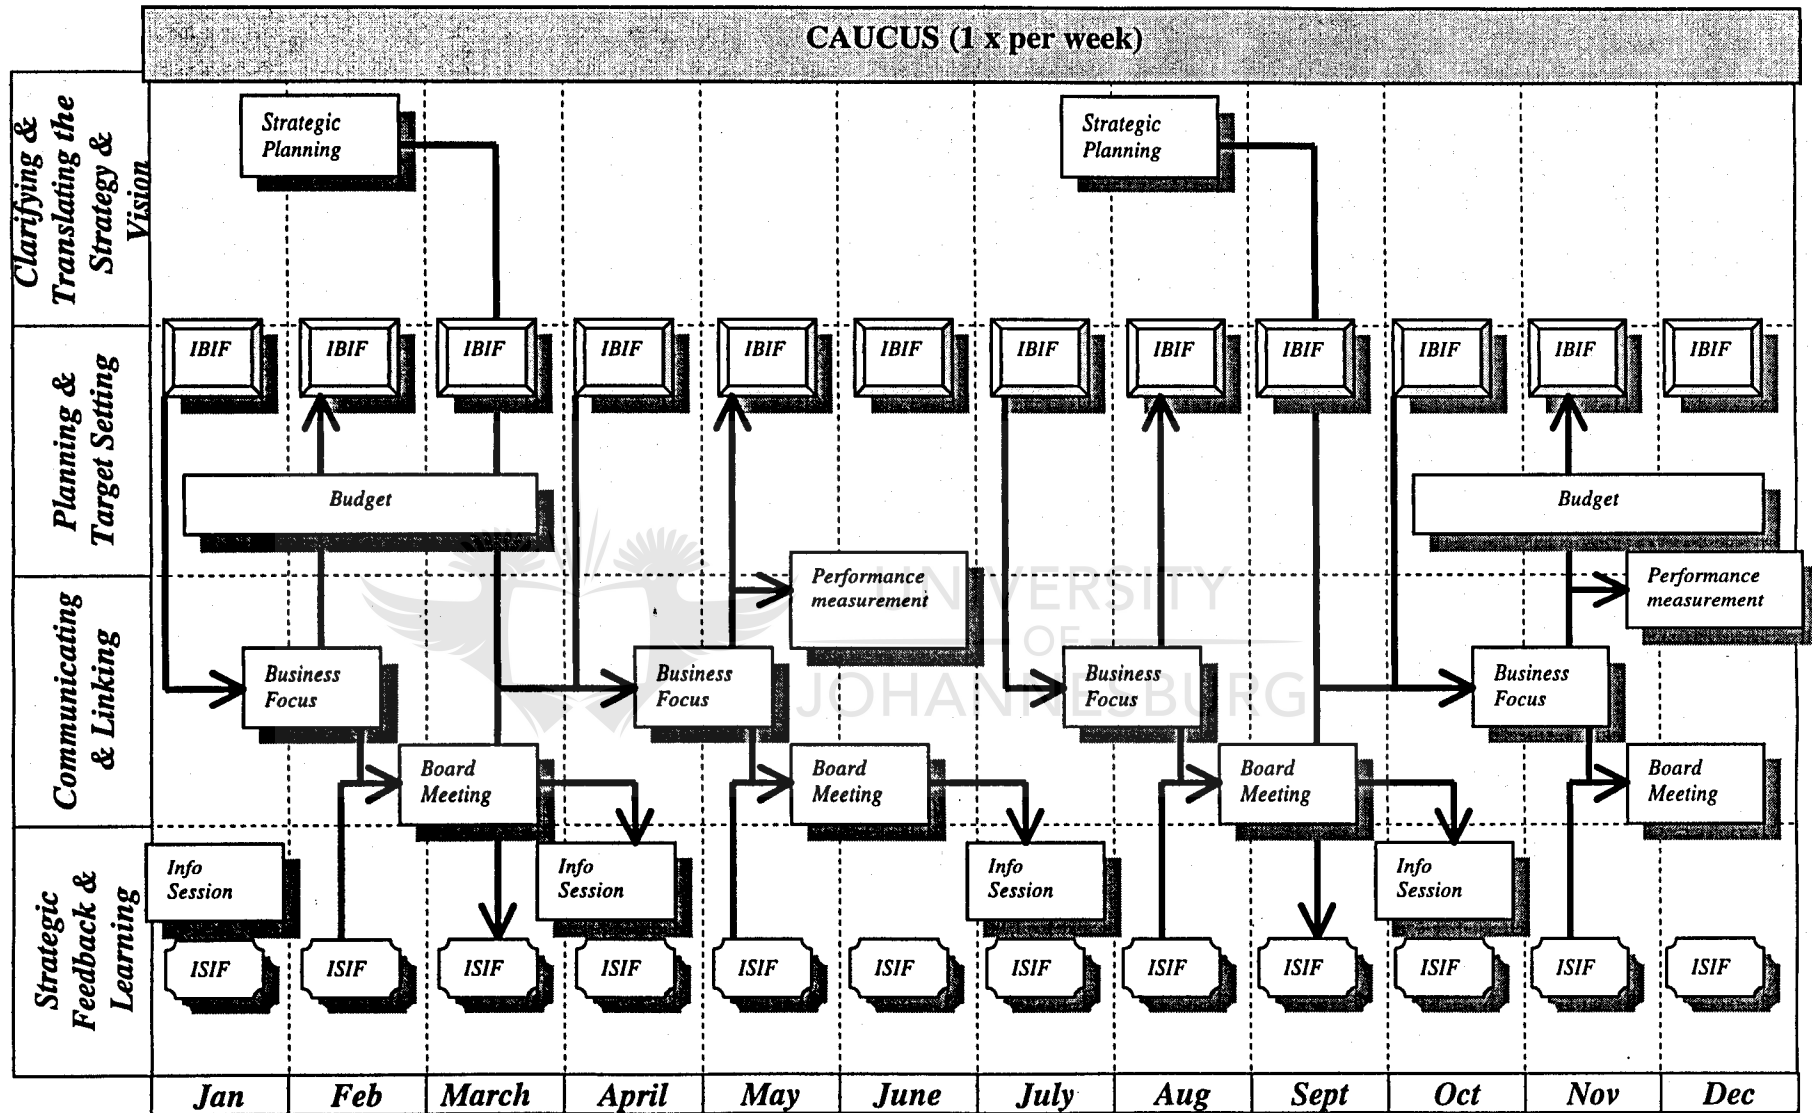 CAUCUS (1 x per week)
Clarifying &
Translating the
Strategy &
Vision
Strategic
Planning
Strategic
Planning
Planning &
Target Setting
IBIF
IBIF
IBIF
IBIF
IBIF
IBIF
IBIF
IBIF
IBIF
IBIF
IBIF
IBIF
Budget
Budget
Performance
measurement
Performance
measurement
Communicating
& Linking
Business
Focus
Business
Focus
Business
Focus
Business
Focus
Board
Meeting
Board
Meeting
Board
Meeting
Board
Meeting
UNIVERSITY
OF
JOHANNESBURG
Strategic
Feedback &
Learning
Info
Session
Info
Session
Info
Session
Info
Session
ISIF
ISIF
ISIF
ISIF
ISIF
ISIF
ISIF
ISIF
ISIF
ISIF
ISIF
ISIF
Jan
Feb
March
April
May
June
July
Aug
Sept
Oct
Nov
Dec